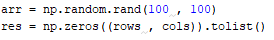 arr = np.random.rand(100 , 100)
res = np.zeros((rows , cols)).tolist()